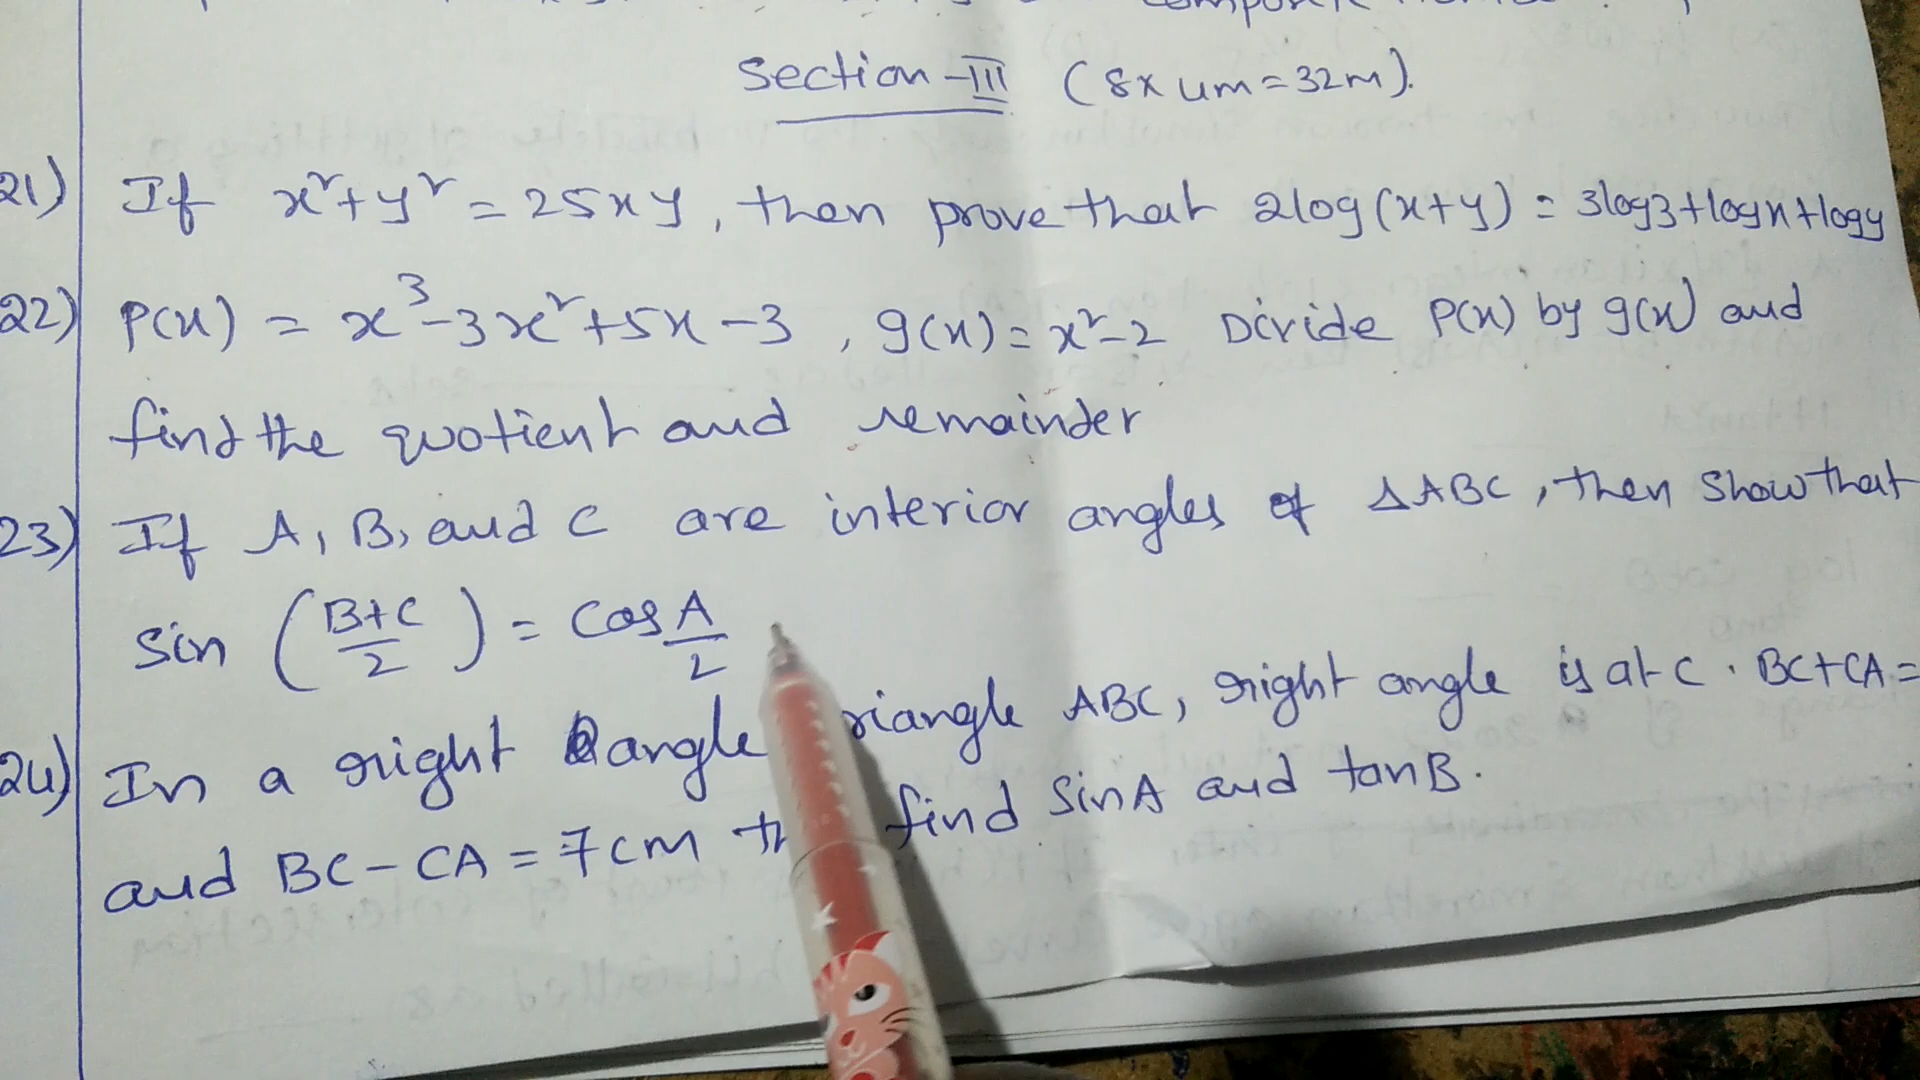 Section-III (8x4m=32m).
21) If x²+y²=25xy, then prove that 2log(x+y)=3log3+logx+logy
22) P(x) = x³-3x²+5x-3, g(x)=x²-2 Divide P(x) by g(x) and
find the quotient and remainder
23) If A, B, and C are interior angles of ΔABC, then show that
Sin (B+C/2) = Cos A/2
24) In a right angle riangle ABC, right angle is at C. BC+CA=
and BC-CA=7cm th find SinA and tanB.